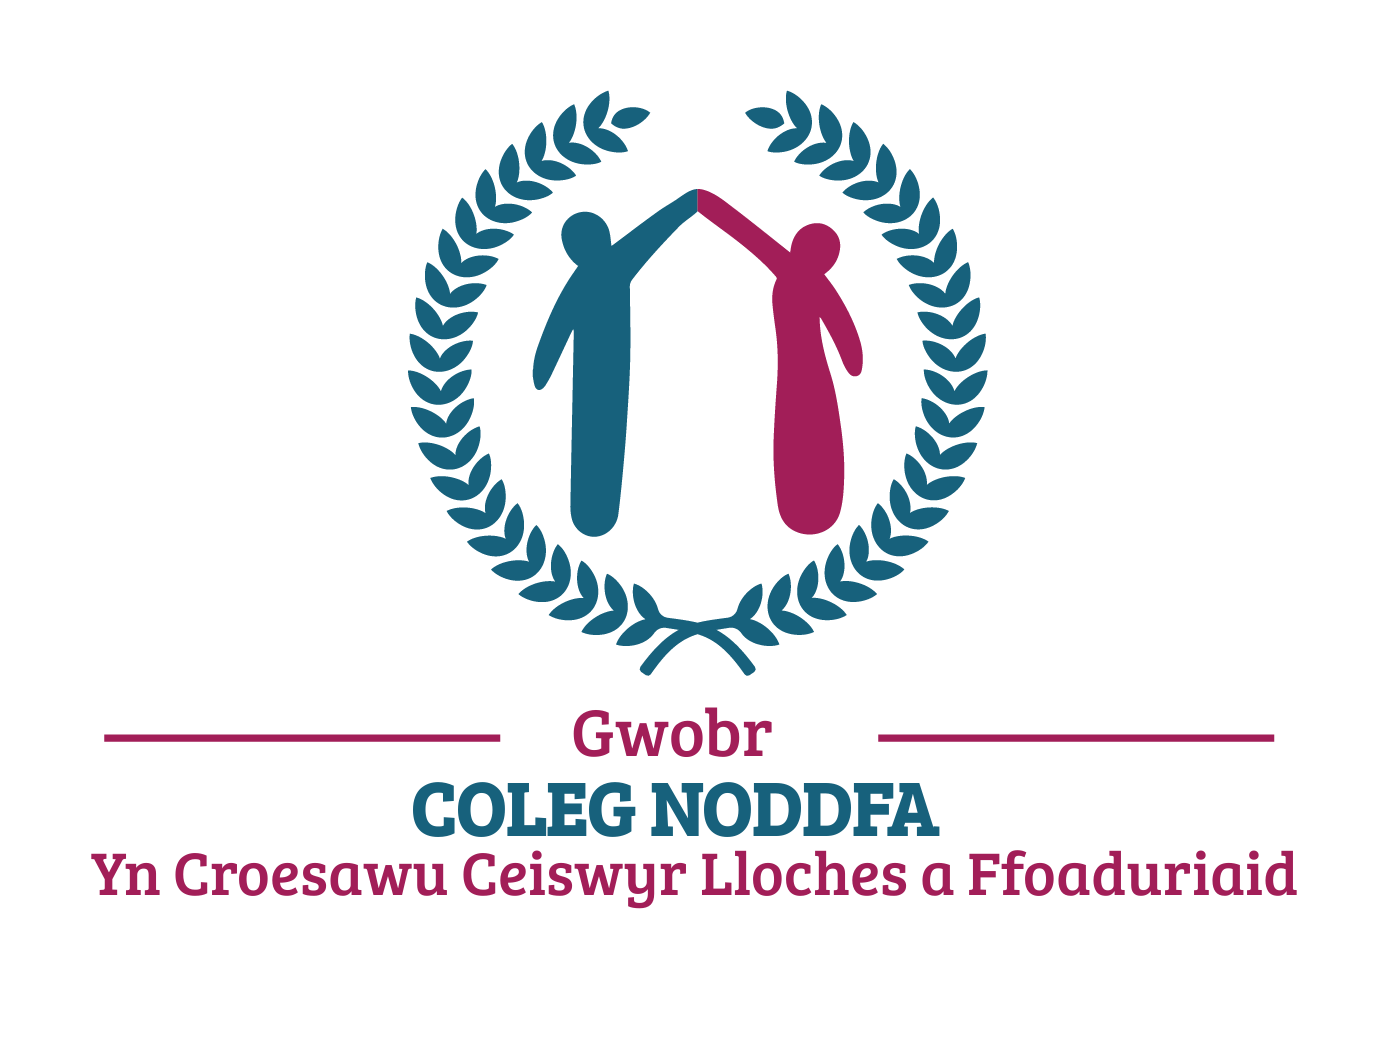 Gwobr
COLEG NODDFA
Yn Croesawu Ceiswyr Lloches a Ffoaduriaid